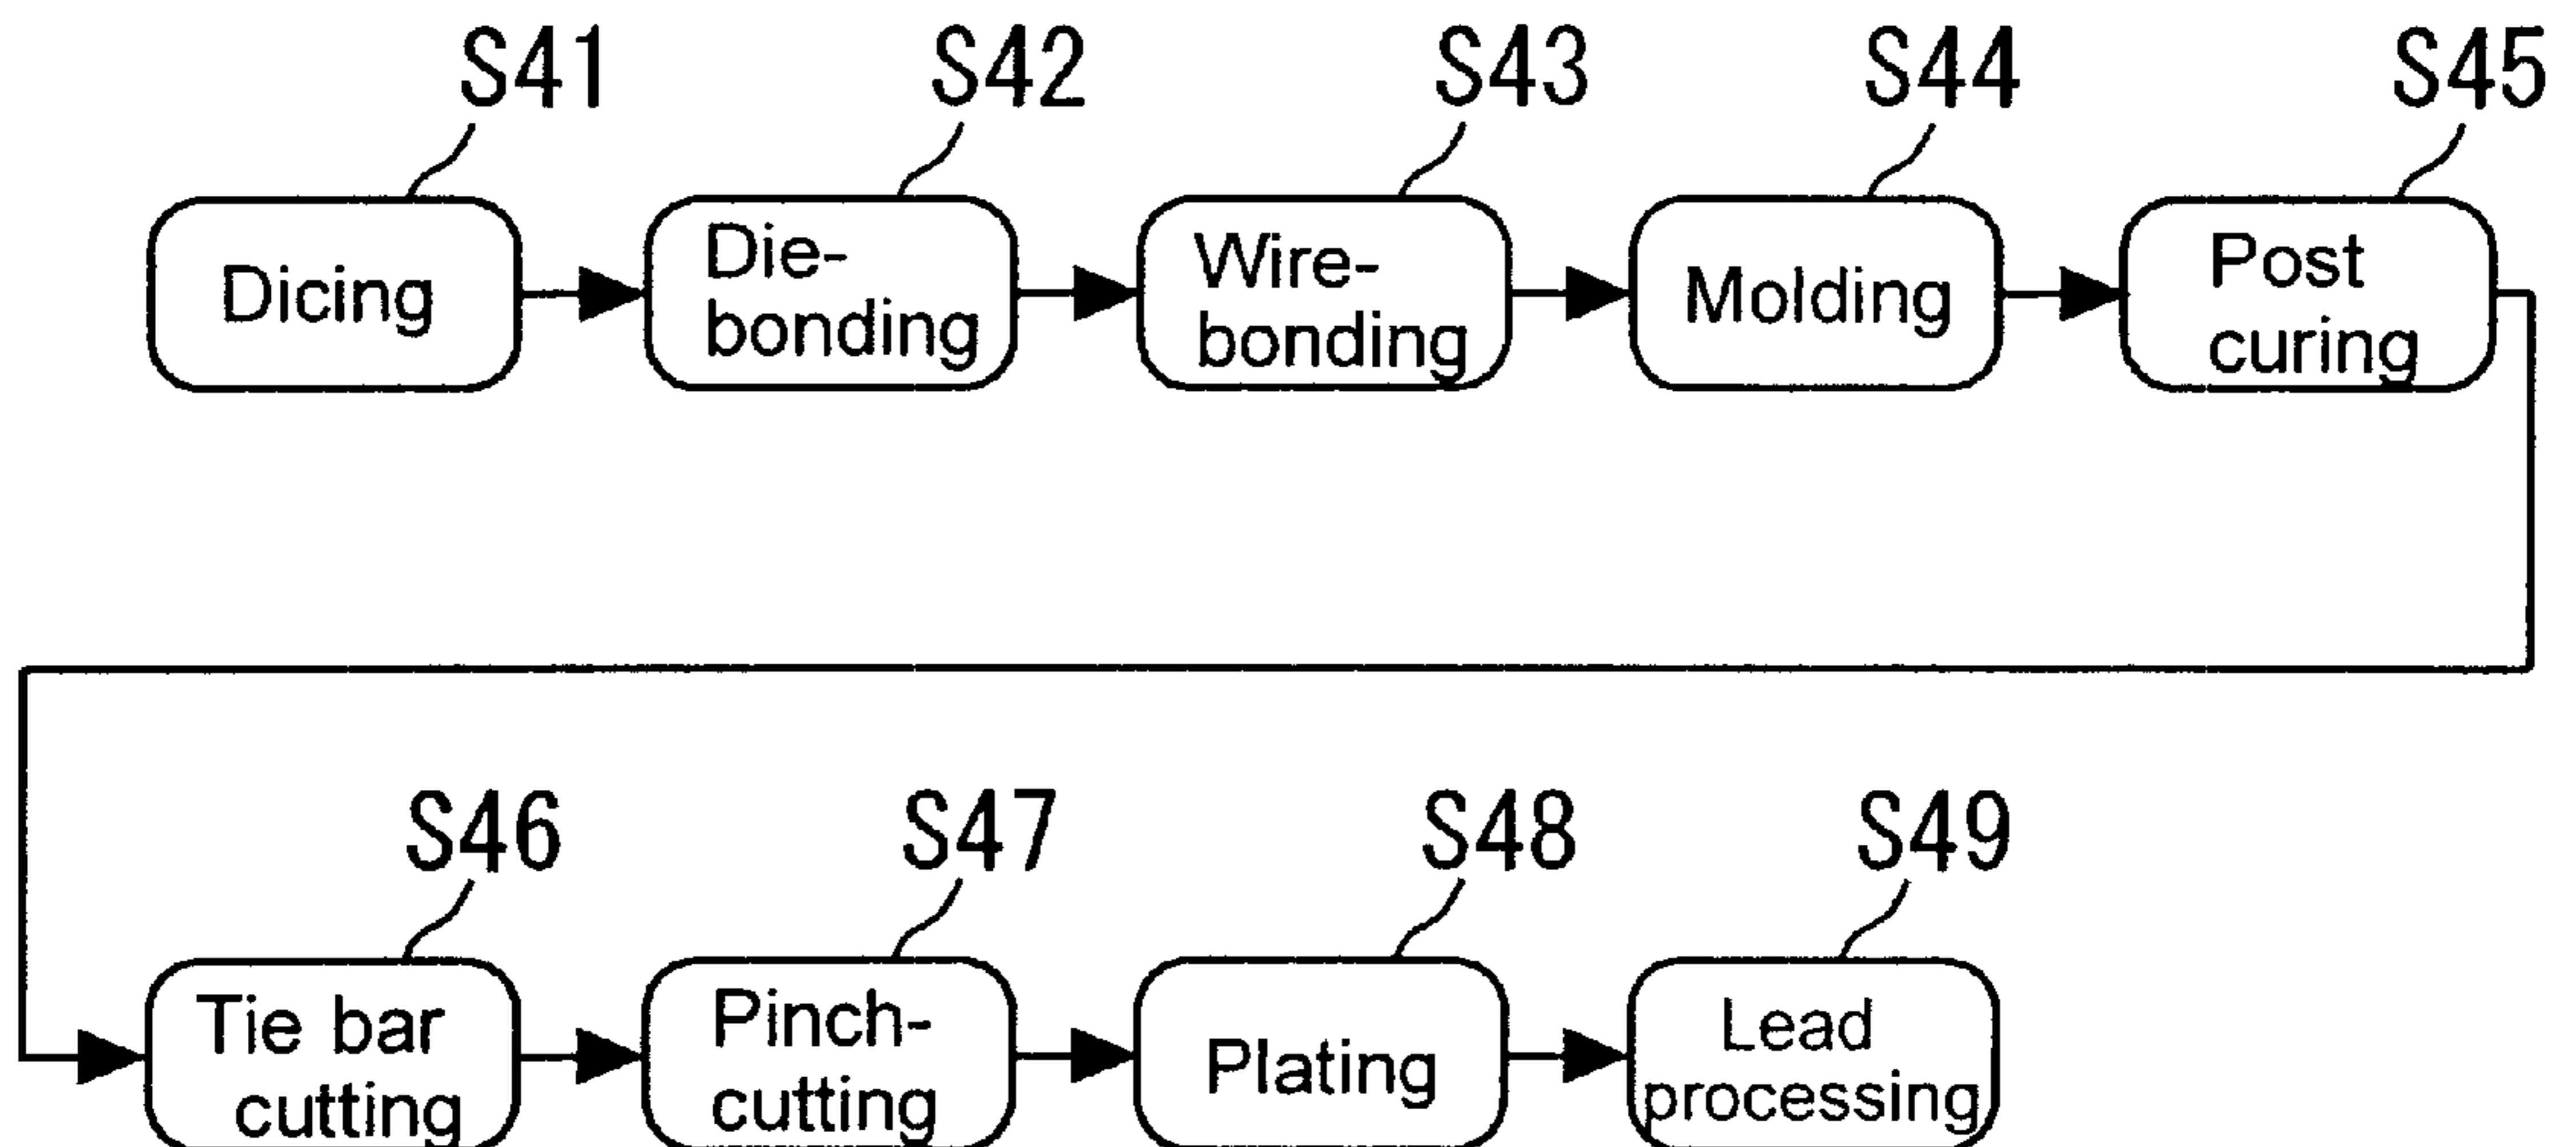 S41 S42 S43 S44 S45
Dicing
Die-
bonding
Wire-
bonding
Molding
Post
curing
S46 S47 S48 S49
Tie bar
cutting
Pinch-
cutting
Plating
Lead
processing